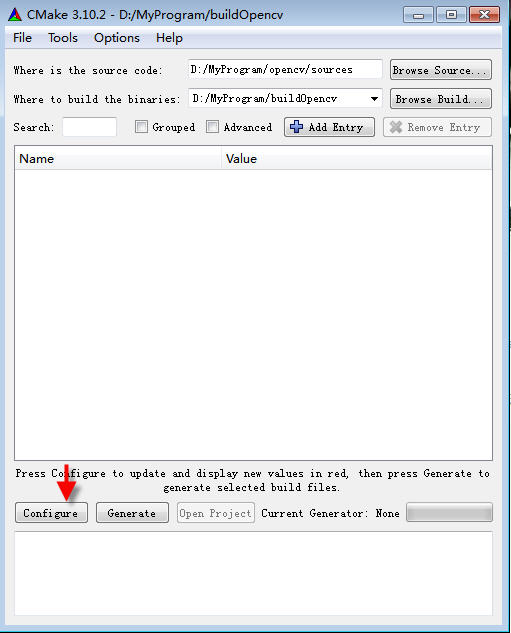 CMake 3.10.2 - D:/MyProgram/buildOpencv
File Tools Options Help
Where is the source code: D:/MyProgram/opencv/sources Browse Source...
Where to build the binaries: D:/MyProgram/buildOpencv Browse Build...
Search: Grouped Advanced Add Entry Remove Entry
Name Value
Press Configure to update and display new values in red, then press Generate to
generate selected build files.
Configure Generate Open Project Current Generator: None